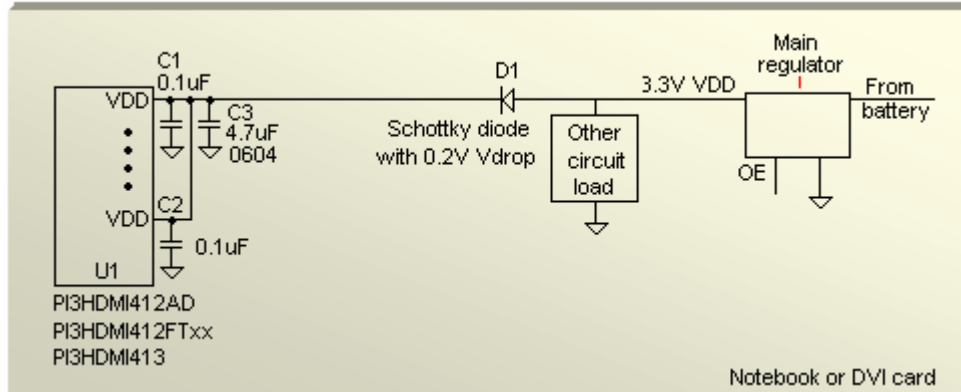 C1
0.1uF
VDD
C3
4.7uF
0604
VDD
C2
0.1uF
U1
PI3HDMI412AD
PI3HDMI412FTxx
PI3HDMI413
D1
Schottky diode
with 0.2V Vdrop
3.3V VDD
Other
circuit
load
Main
regulator
From
battery
OE
Notebook or DVI card